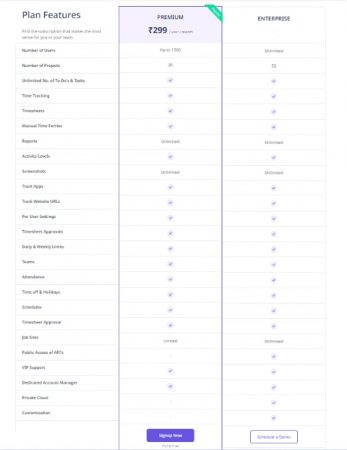 Plan Features
Find the subscription that makes the most
sense for you or your team.
PREMIUM
₹299 / user / month
ENTERPRISE
Number of Users Upto 1500 Unlimited
Number of Projects 30 50
Unlimited No. of To Do's & Tasks
Time Tracking
Timesheets
Manual Time Entries
Reports Unlimited Unlimited
Activity Levels
Screenshots Unlimited Unlimited
Track Apps
Track Website URLs
Per User Settings
Timesheet Approvals
Daily & Weekly Limits
Teams
Attendance
Time off & Holidays
Schedules
Timesheet Approval
Job Sites Limited Unlimited
Public Access of API's -
VIP Support
Dedicated Account Manager
Private Cloud -
Customization -
Signup Now
Schedule a Demo